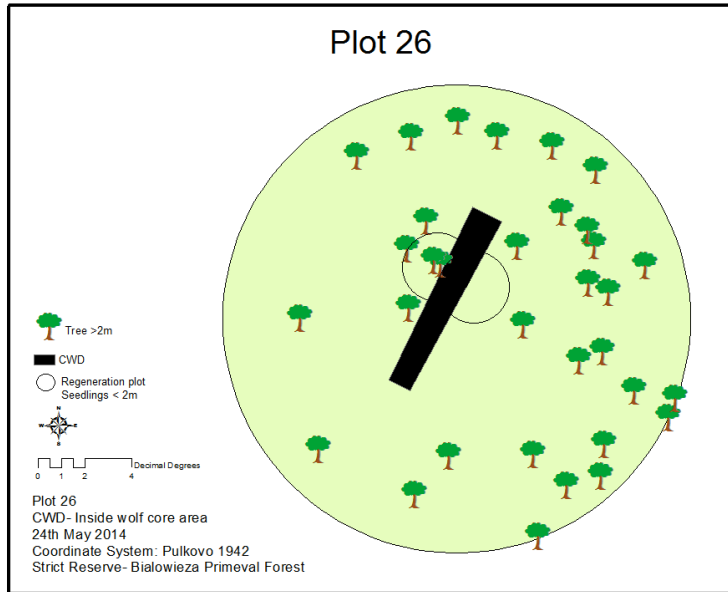 Plot 26
Tree >2m
CWD
Regeneration plot
Seedlings < 2m
N
W E
S
0 1 2 4 Decimal Degrees
Plot 26
CWD- Inside wolf core area
24th May 2014
Coordinate System: Pulkovo 1942
Strict Reserve- Bialowieza Primeval Forest